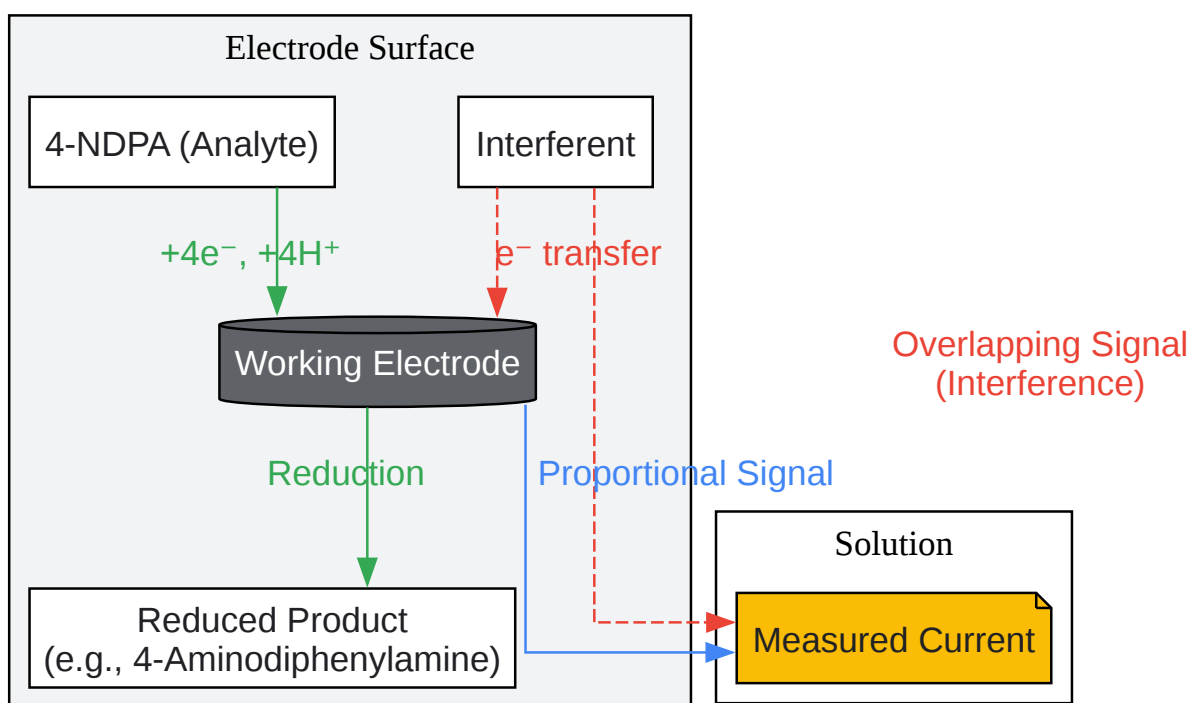 Electrode Surface
4-NDPA (Analyte)
Interferent
+4e⁻, +4H⁺
e⁻ transfer
Working Electrode
Overlapping Signal
(Interference)
Reduction
Proportional Signal
Solution
Reduced Product
(e.g., 4-Aminodiphenylamine)
Measured Current